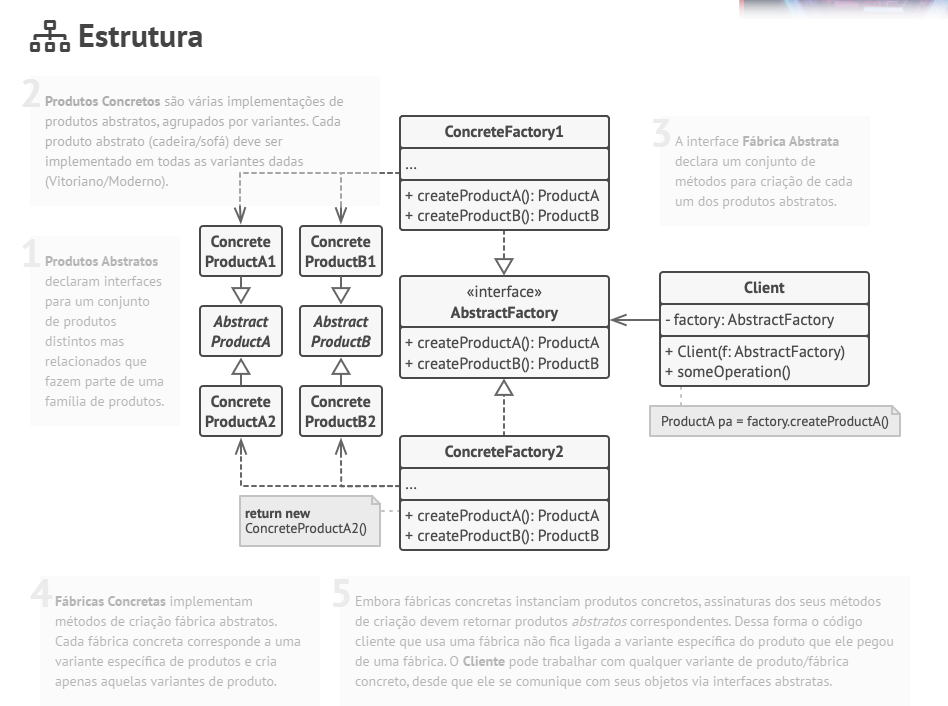 Estrutura
2
Produtos Concretos são várias implementações de
produtos abstratos, agrupados por variantes. Cada
produto abstrato (cadeira/sofá) deve ser
implementado em todas as variantes dadas
(Vitoriano/Moderno).
ConcreteFactory1
...
+ createProductA(): ProductA
+ createProductB(): ProductB
3
A interface Fábrica Abstrata
declara um conjunto de
métodos para criação de cada
um dos produtos abstratos.
1
Produtos Abstratos
declaram interfaces
para um conjunto
de produtos
distintos mas
relacionados que
fazem parte de uma
família de produtos.
Concrete
ProductA1
Concrete
ProductB1
Abstract
ProductA
Abstract
ProductB
Concrete
ProductA2
Concrete
ProductB2
«interface»
AbstractFactory
+ createProductA(): ProductA
+ createProductB(): ProductB
Client
- factory: AbstractFactory
+ Client(f: AbstractFactory)
+ someOperation()
ProductA pa = factory.createProductA()
ConcreteFactory2
...
+ createProductA(): ProductA
+ createProductB(): ProductB
return new
ConcreteProductA2()
4
Fábricas Concretas implementam
métodos de criação fábrica abstratos.
Cada fábrica concreta corresponde a uma
variante específica de produtos e cria
apenas aquelas variantes de produto.
5
Embora fábricas concretas instanciam produtos concretos, assinaturas dos seus métodos
de criação devem retornar produtos abstratos correspondentes. Dessa forma o código
cliente que usa uma fábrica não fica ligada a variante específica do produto que ele pegou
de uma fábrica. O Cliente pode trabalhar com qualquer variante de produto/fábrica
concreto, desde que ele se comunique com seus objetos via interfaces abstratas.